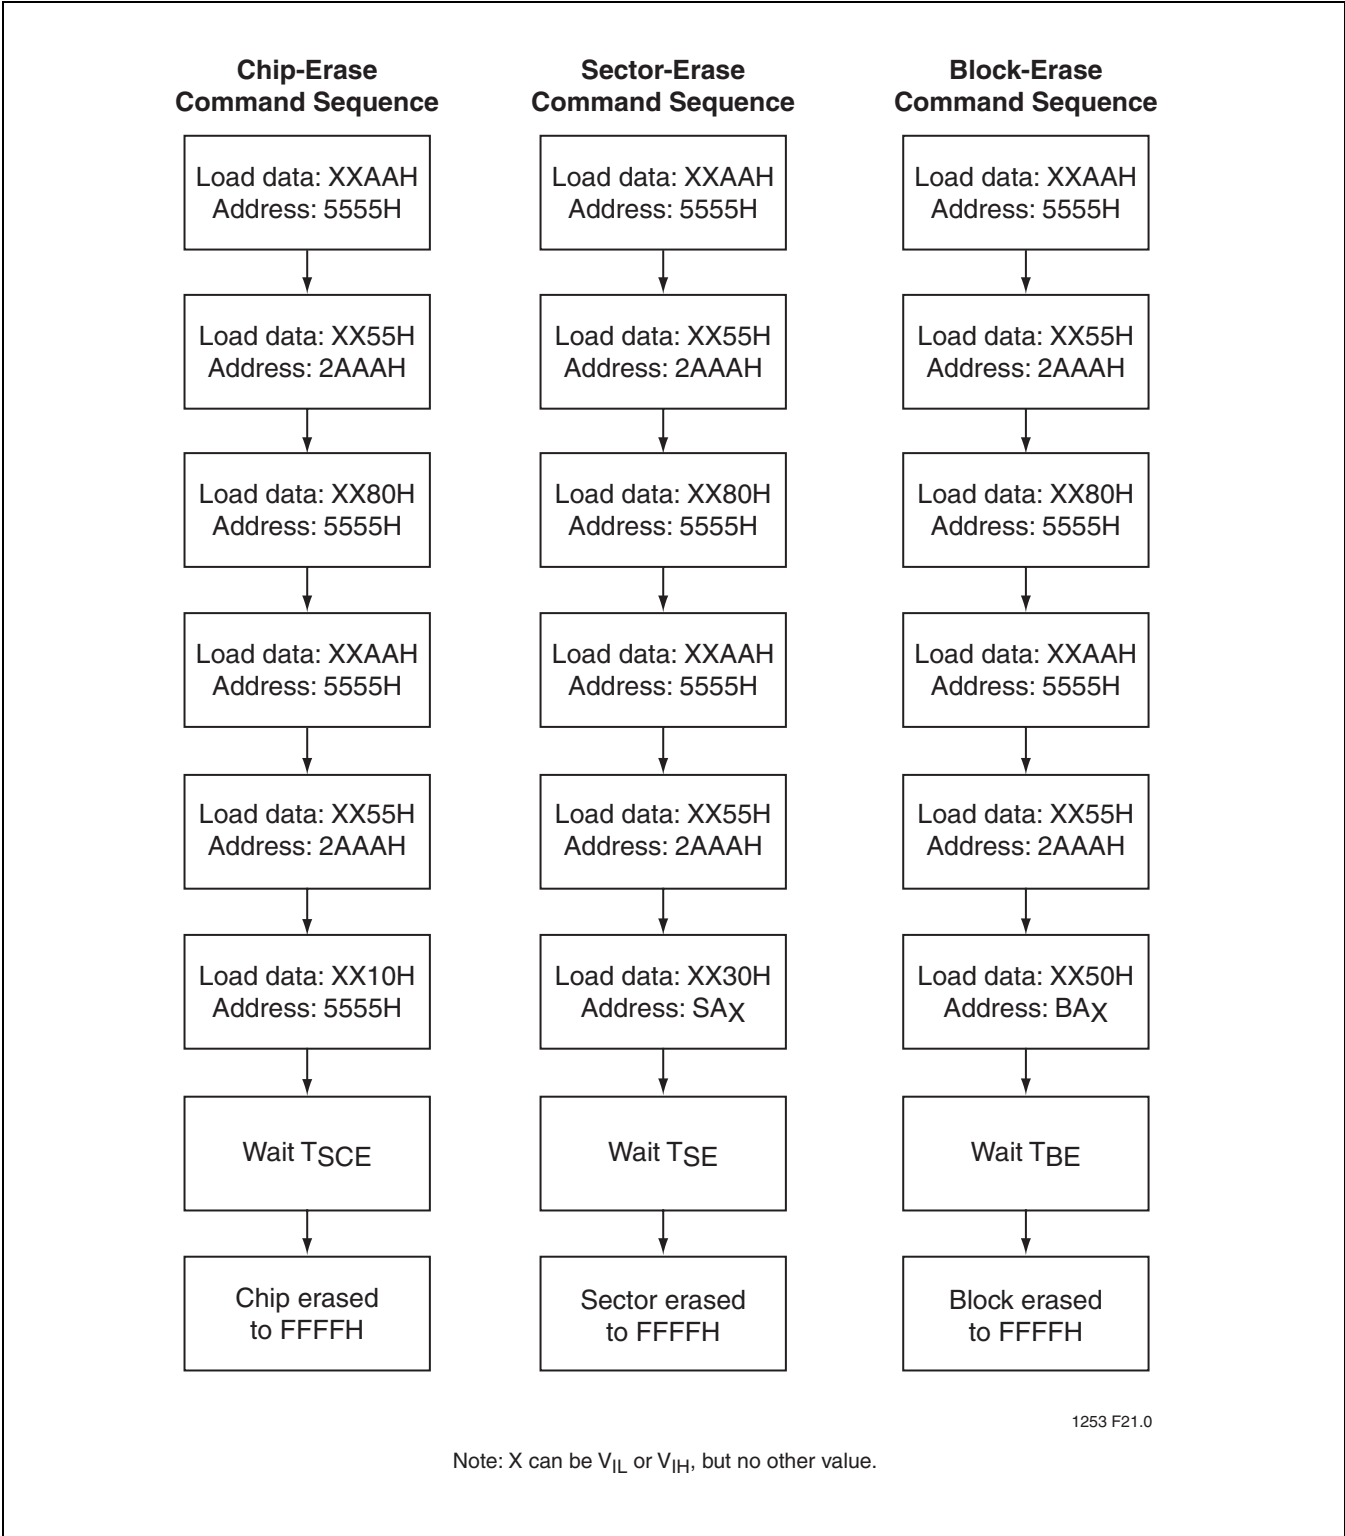 Chip-Erase
Command Sequence
Load data: XXAAH
Address: 5555H
Load data: XX55H
Address: 2AAAH
Load data: XX80H
Address: 5555H
Load data: XXAAH
Address: 5555H
Load data: XX55H
Address: 2AAAH
Load data: XX10H
Address: 5555H
Wait TSCE
Chip erased
to FFFFH
Sector-Erase
Command Sequence
Load data: XXAAH
Address: 5555H
Load data: XX55H
Address: 2AAAH
Load data: XX80H
Address: 5555H
Load data: XXAAH
Address: 5555H
Load data: XX55H
Address: 2AAAH
Load data: XX30H
Address: SAX
Wait TSE
Sector erased
to FFFFH
Block-Erase
Command Sequence
Load data: XXAAH
Address: 5555H
Load data: XX55H
Address: 2AAAH
Load data: XX80H
Address: 5555H
Load data: XXAAH
Address: 5555H
Load data: XX55H
Address: 2AAAH
Load data: XX50H
Address: BAX
Wait TBE
Block erased
to FFFFH
1253 F21.0
Note: X can be VIL or VIH, but no other value.